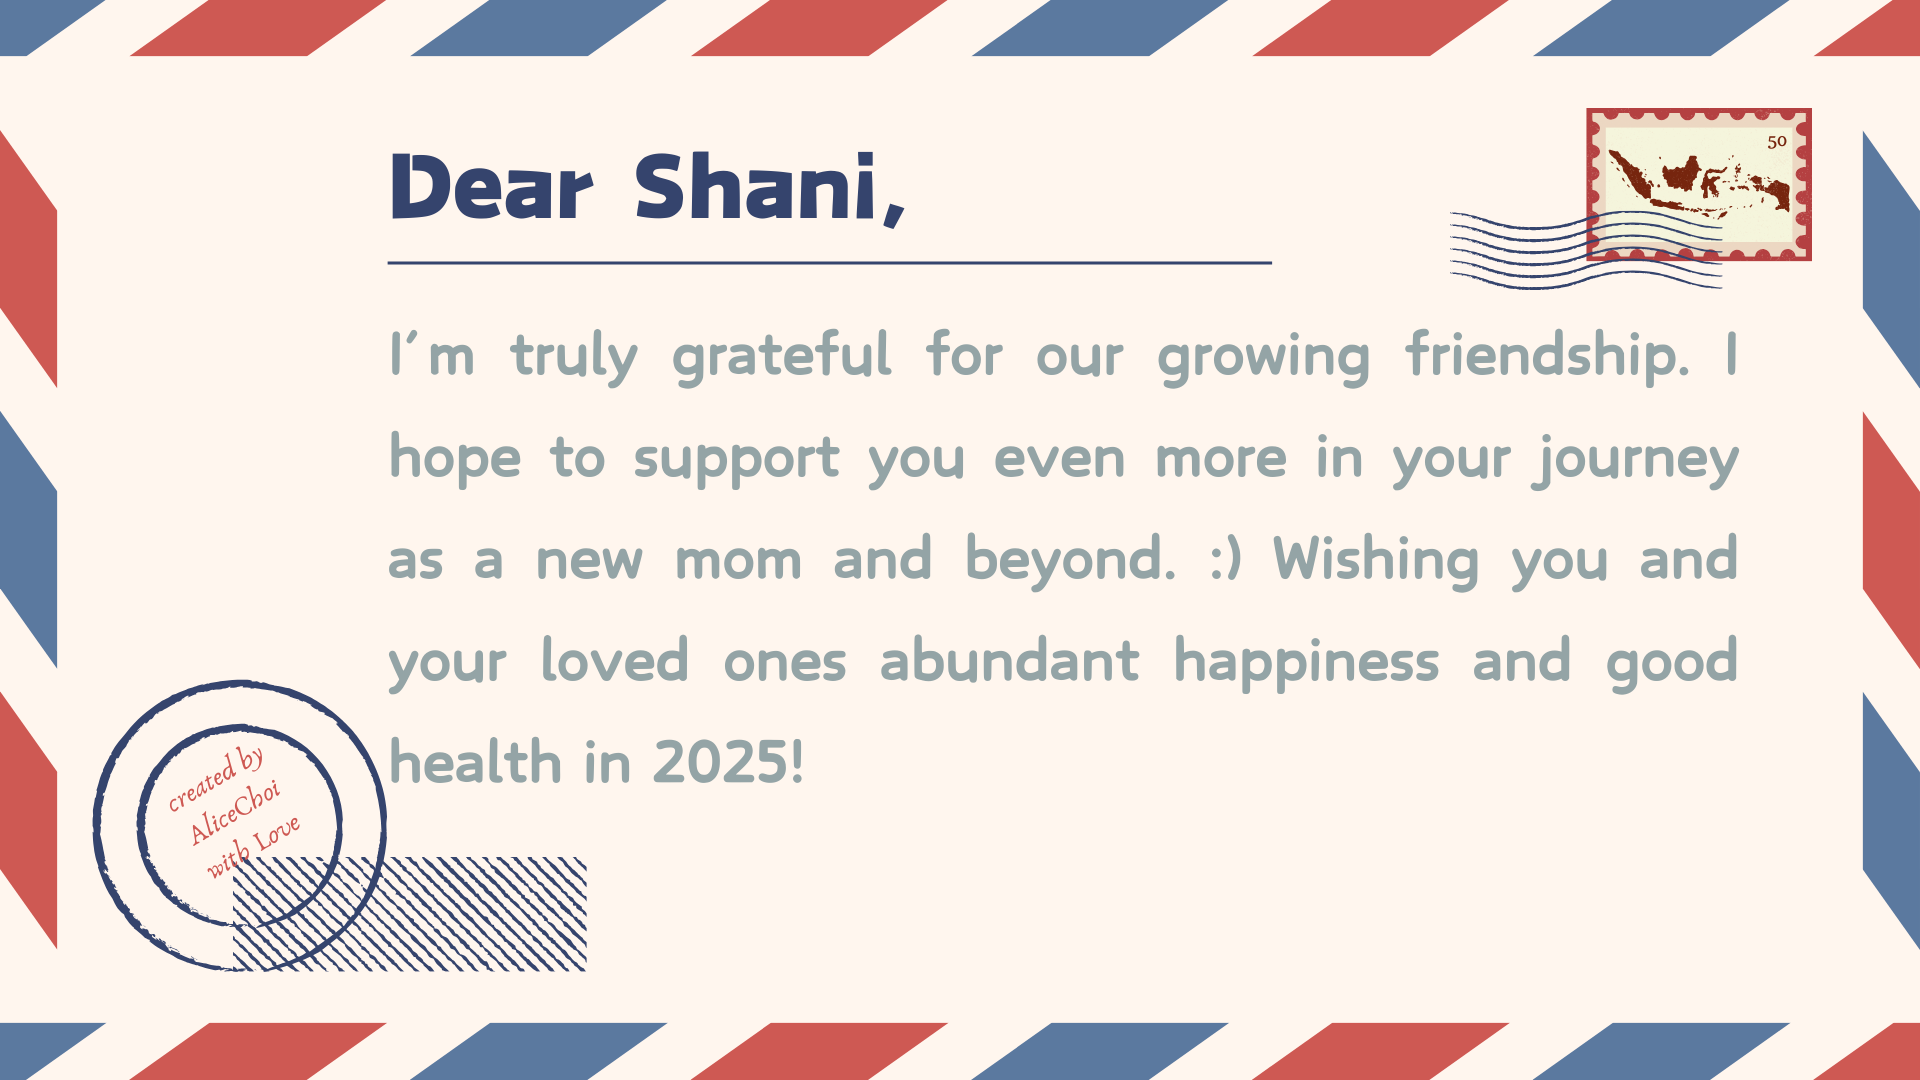 50
Dear Shani,
I´m truly grateful for our growing friendship. I
hope to support you even more in your journey
as a new mom and beyond. :) Wishing you and
your loved ones abundant happiness and good
health in 2025!
created by
AliceChoi
with Love